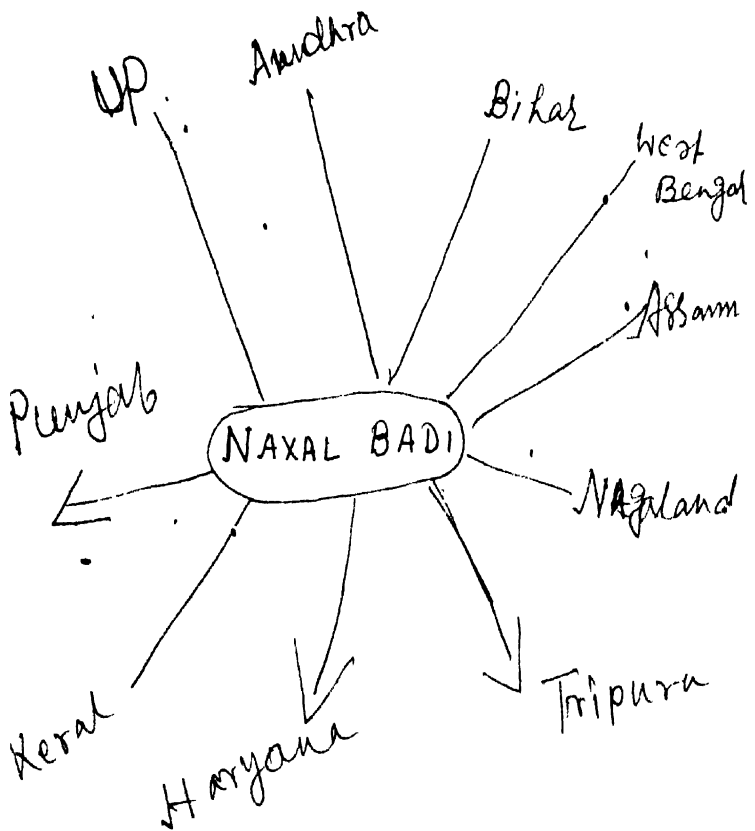 UP
Andhra
Bihar
West
Bengal
Assam
Punjab
NAXAL BADI
Nagaland
Keral
Haryana
Tripura